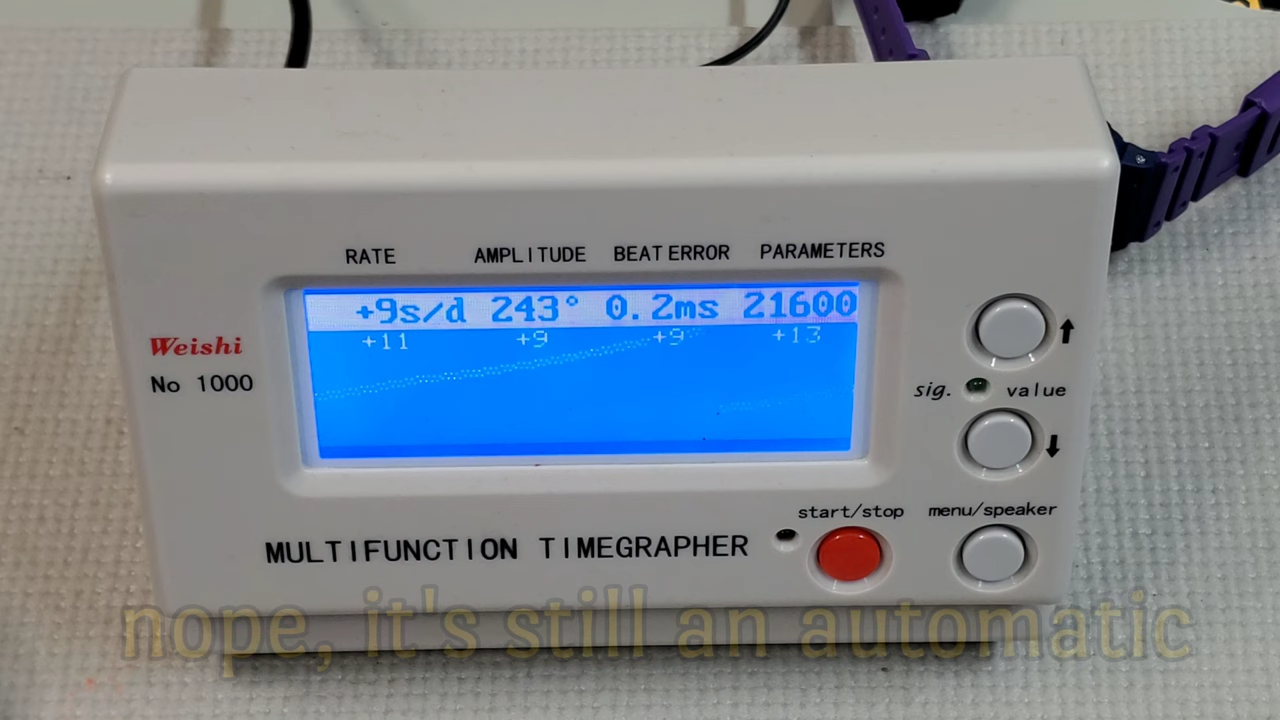 RATE AMPLITUDE BEAT ERROR PARAMETERS
+9s/d 243° 0.2ms 21600
+11 +9 +9 +13
Weishi
No 1000
sig. value
start/stop menu/speaker
MULTIFUNCTION TIMEGRAPHER
nope, it's still an automatic